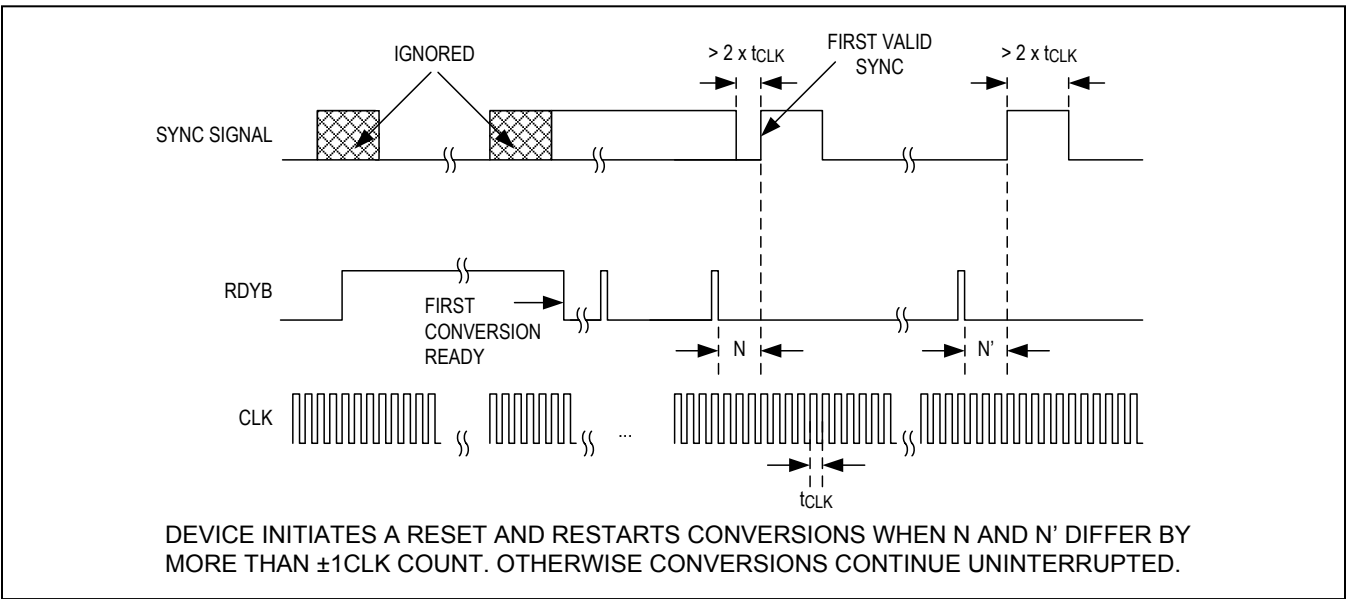 IGNORED
> 2 x tCLK
FIRST VALID
SYNC
> 2 x tCLK
SYNC SIGNAL
RDYB
FIRST
CONVERSION
READY
N
N’
CLK
...
tCLK
DEVICE INITIATES A RESET AND RESTARTS CONVERSIONS WHEN N AND N’ DIFFER BY
MORE THAN ±1CLK COUNT. OTHERWISE CONVERSIONS CONTINUE UNINTERRUPTED.